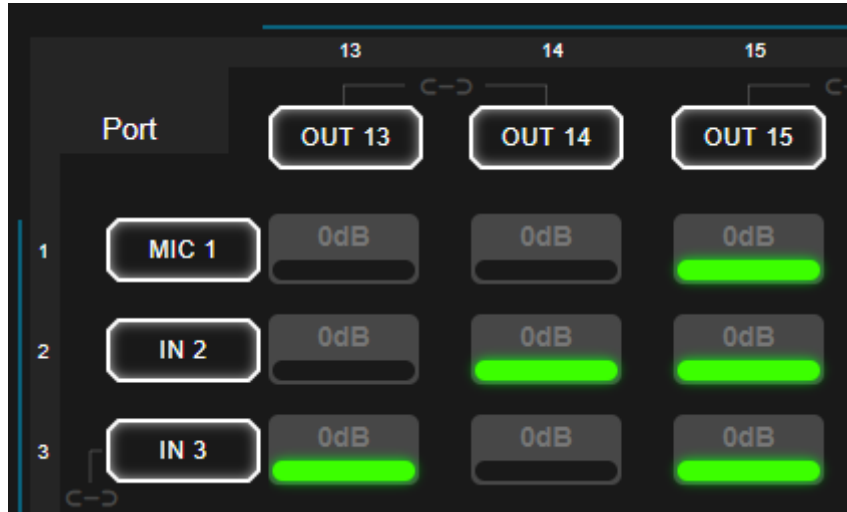 13 14 15
Port OUT 13 OUT 14 OUT 15
1 MIC 1 0dB 0dB 0dB
2 IN 2 0dB 0dB 0dB
3 IN 3 0dB 0dB 0dB